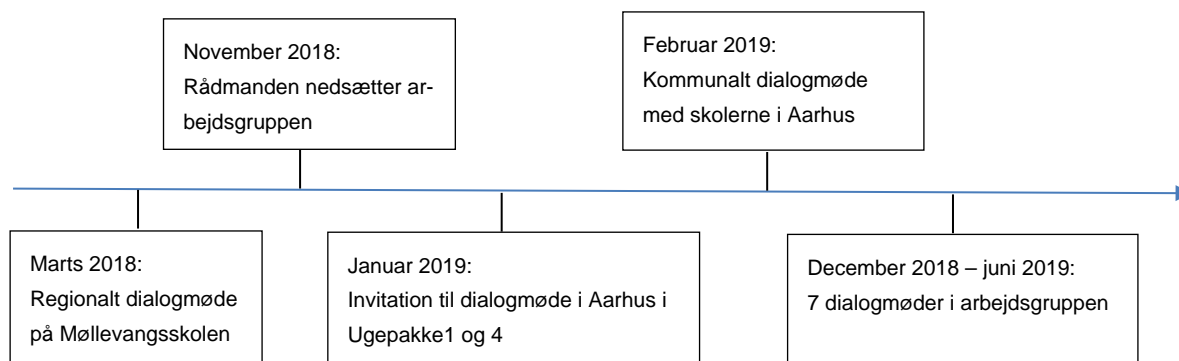 November 2018:
Rådmanden nedsætter ar-
bejdsgruppen
Februar 2019:
Kommunalt dialogmøde
med skolerne i Aarhus
Marts 2018:
Regionalt dialogmøde
på Møllevangsskolen
Januar 2019:
Invitation til dialogmøde i Aarhus i
Ugepakke1 og 4
December 2018 – juni 2019:
7 dialogmøder i arbejdsgruppen